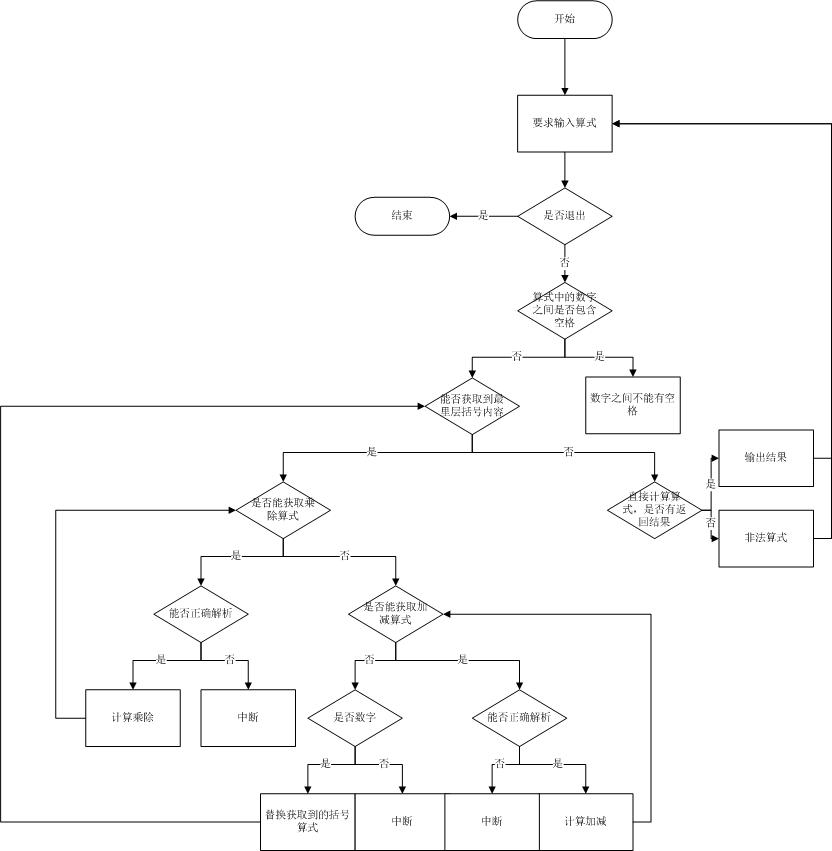 开始
要求输入算式
是否退出
是
结束
否
算式中的数字
之间是否包含
空格
否
是
能否获取到最
里层括号内容
数字之间不能有空
格
是
否
输出结果
是能否获取乘
除算式
直接计算算
式，是否有返
回结果
是
否
非法算式
是
否
能否正确解析
是否能获取加
减算式
是
否
否
是
计算乘除
中断
是否数字
能否正确解析
是
否
否
是
替换获取到的括号
算式
中断
中断
计算加减